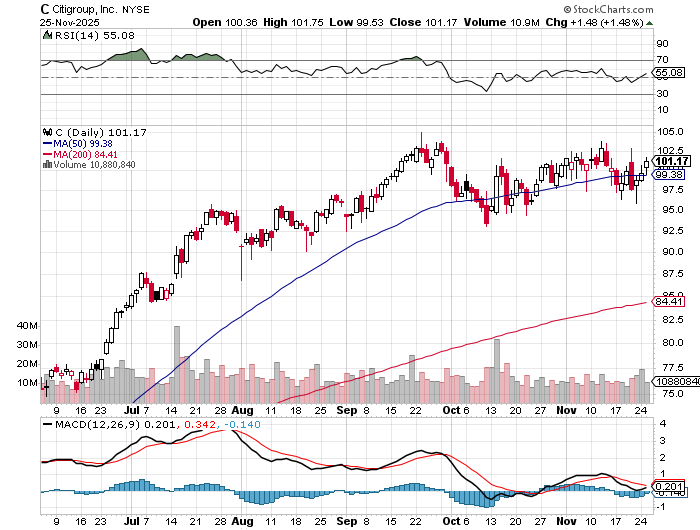 C Citigroup, Inc. NYSE © StockCharts.com
25-Nov-2025 Open 100.36 High 101.75 Low 99.53 Close 101.17 Volume 10.9M Chg +1.48 (+1.48%)
RSI(14) 55.08
90
70
55.08
50
30
10
C (Daily) 101.17
MA(50) 99.38
MA(200) 84.41
Volume 10,880,840
105.0
102.5
101.17
100.0
99.38
97.5
95.0
92.5
90.0
87.5
85.0
84.41
82.5
80.0
77.5
75.0
40M
30M
20M
10M
10880840
9 16 23 Jul 7 14 21 28 Aug 11 18 25 Sep 8 15 22 Oct 6 13 20 27 Nov 10 17 24
MACD(12,26,9) 0.201, 0.342, -0.140
4
3
2
1
0.201
-0.140
-1
9 16 23 Jul 7 14 21 28 Aug 11 18 25 Sep 8 15 22 Oct 6 13 20 27 Nov 10 17 24